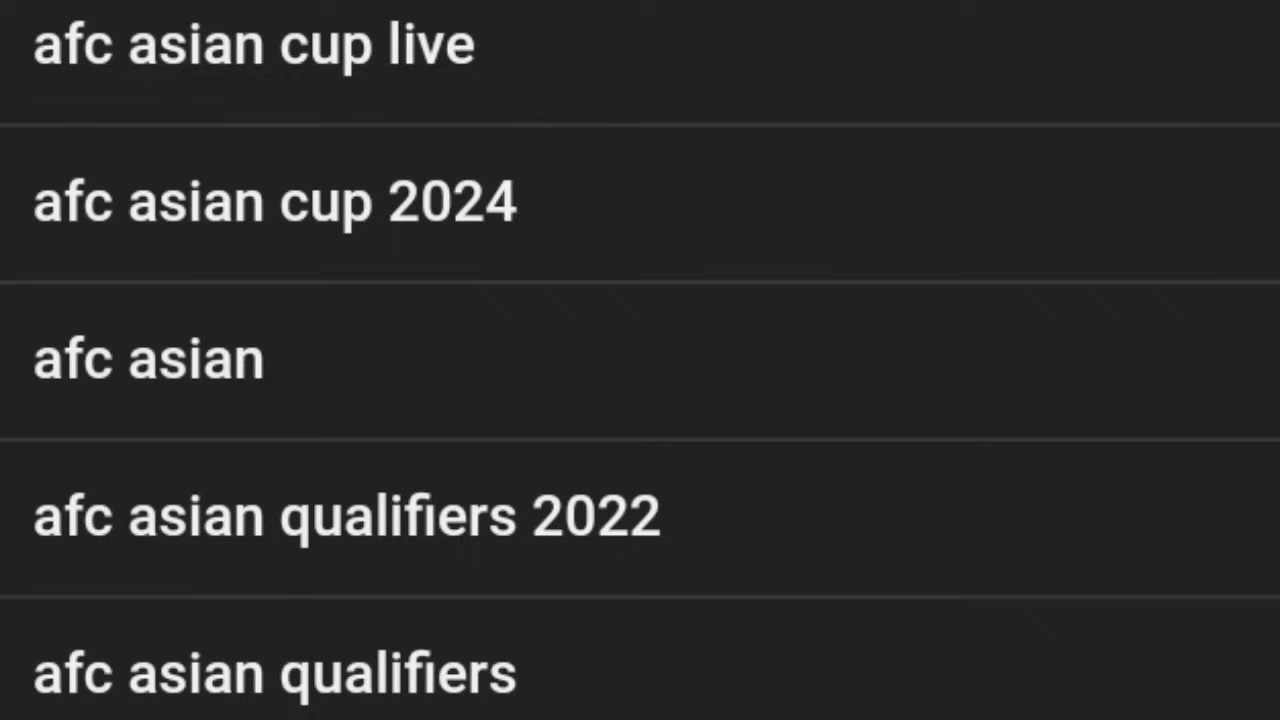 afc asian cup live
afc asian cup 2024
afc asian
afc asian qualifiers 2022
afc asian qualifiers